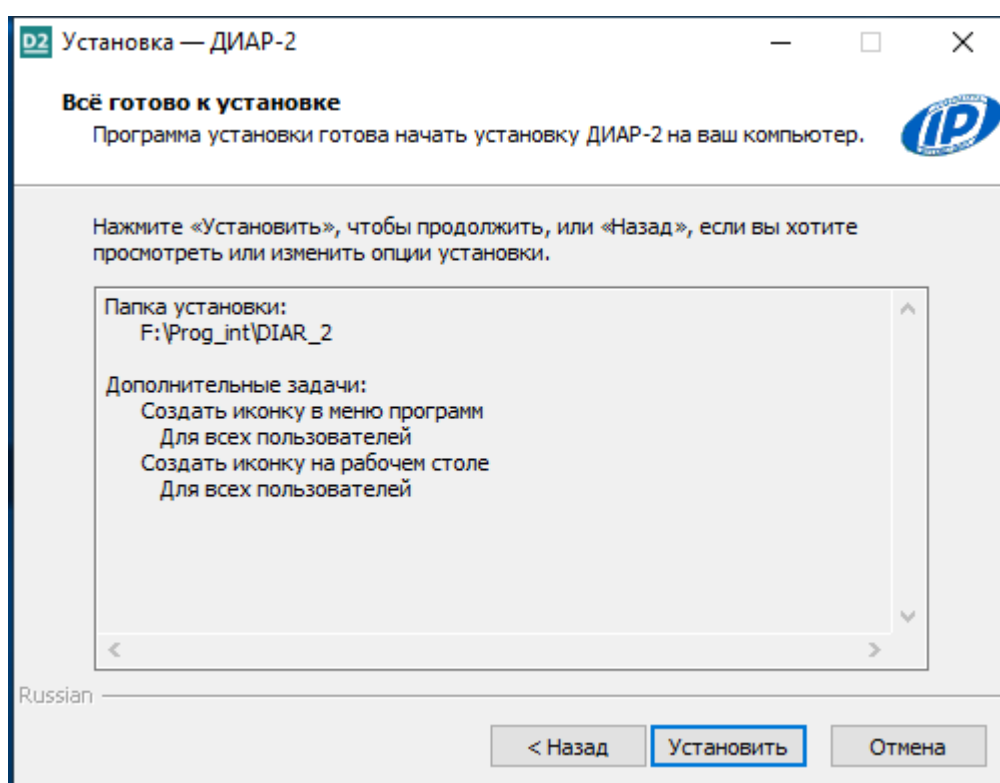 D2 Установка — ДИАР-2
Всё готово к установке
Программа установки готова начать установку ДИАР-2 на ваш компьютер.
IP
Нажмите «Установить», чтобы продолжить, или «Назад», если вы хотите
просмотреть или изменить опции установки.
Папка установки:
F:\Prog_int\DIAR_2
Дополнительные задачи:
Создать иконку в меню программ
Для всех пользователей
Создать иконку на рабочем столе
Для всех пользователей
Russian
< Назад
Установить
Отмена